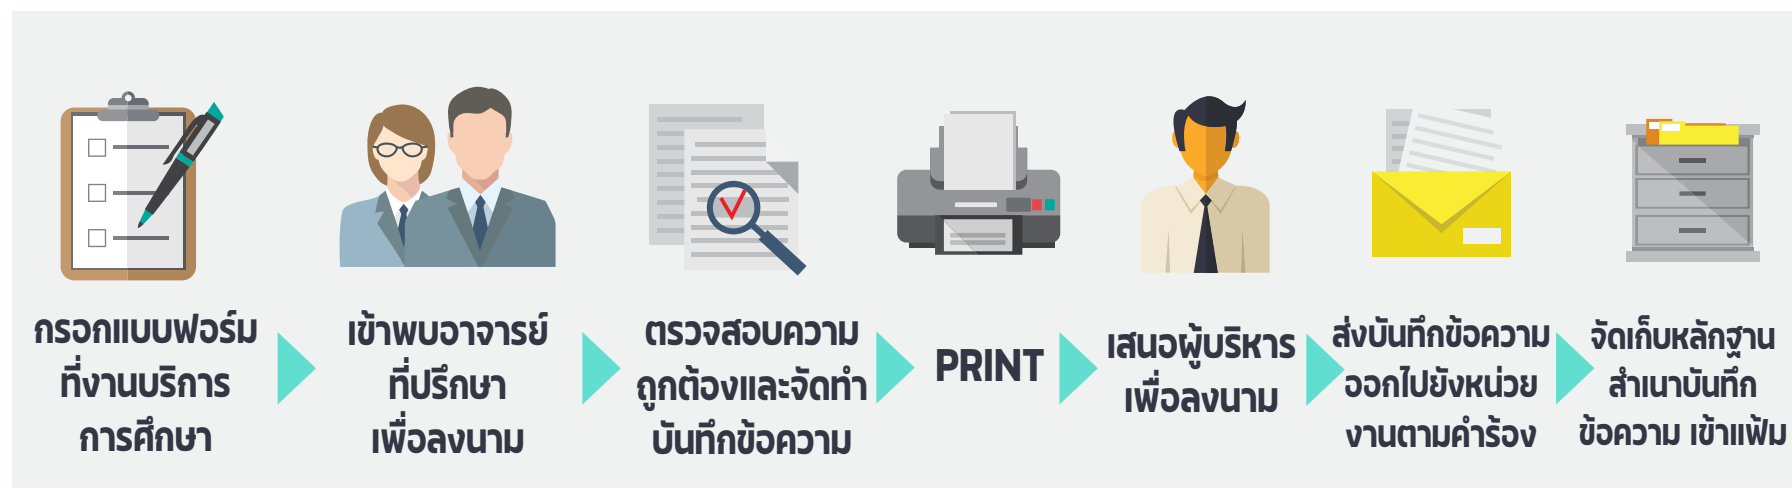 กรอกแบบฟอร์ม
ที่งานบริการ
การศึกษา
เข้าพบอาจารย์
ที่ปรึกษา
เพื่อลงนาม
ตรวจสอบความ
ถูกต้องและจัดทำ
บันทึกข้อความ
PRINT
เสนอผู้บริหาร
เพื่อลงนาม
ส่งบันทึกข้อความ
ออกไปยังหน่วย
งานตามคำร้อง
จัดเก็บหลักฐาน
สำเนาบันทึก
ข้อความ เข้าแฟ้ม